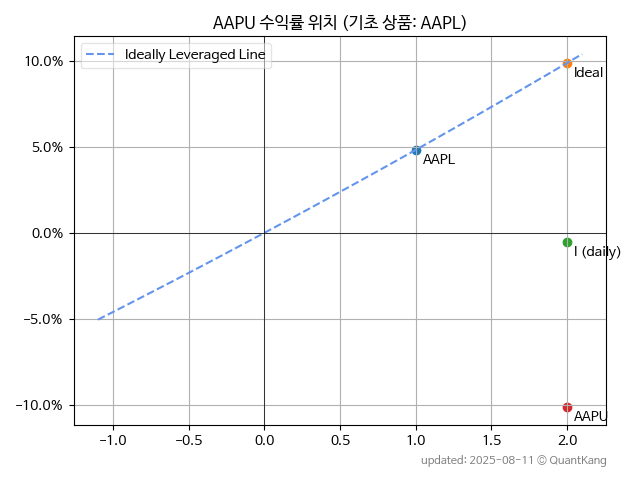 AAPU 수익률 위치 (기초 상품: AAPL)
Ideally Leveraged Line
10.0%
5.0%
0.0%
−5.0%
−10.0%
Ideal
AAPL
I (daily)
AAPU
−1.0 −0.5 0.0 0.5 1.0 1.5 2.0
updated: 2025-08-11 © QuantKang